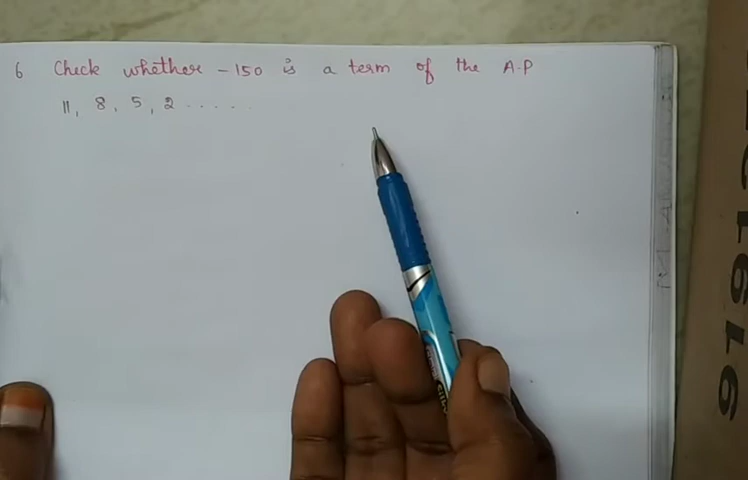 6 Check whether - 150 is a term of the A.P
11, 8, 5, 2 .....